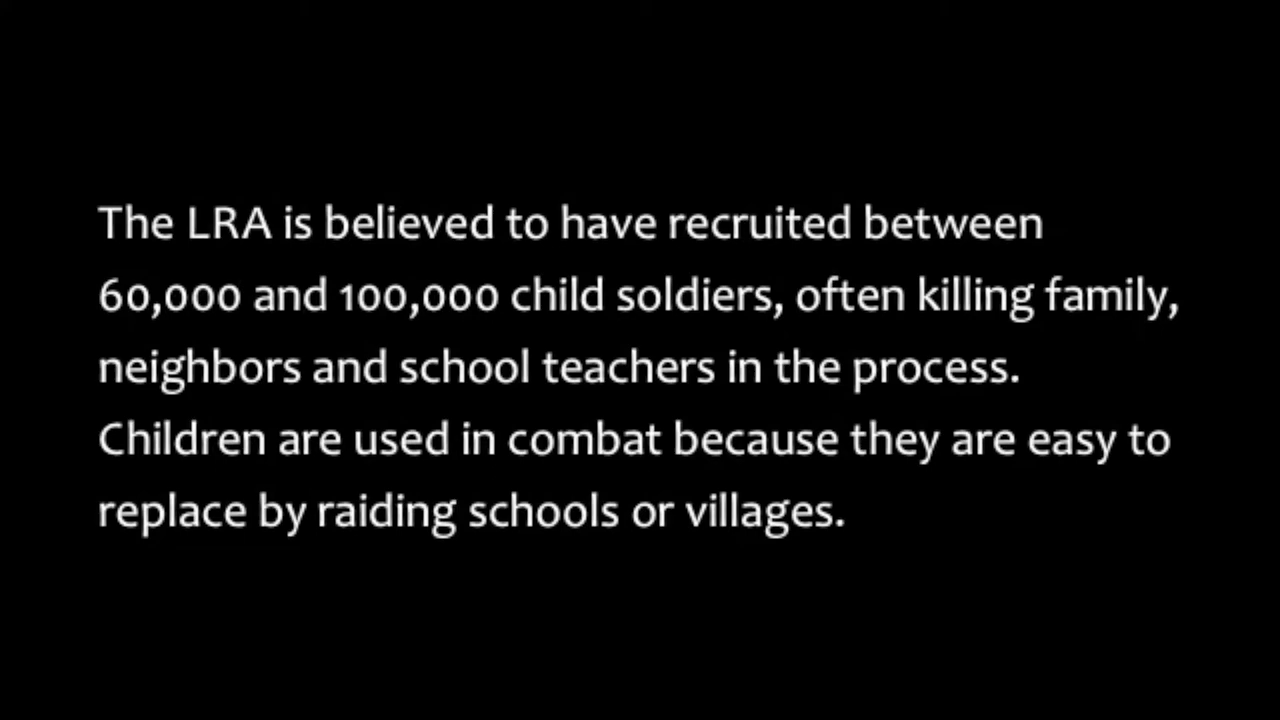 The LRA is believed to have recruited between
60,000 and 100,000 child soldiers, often killing family,
neighbors and school teachers in the process.
Children are used in combat because they are easy to
replace by raiding schools or villages.